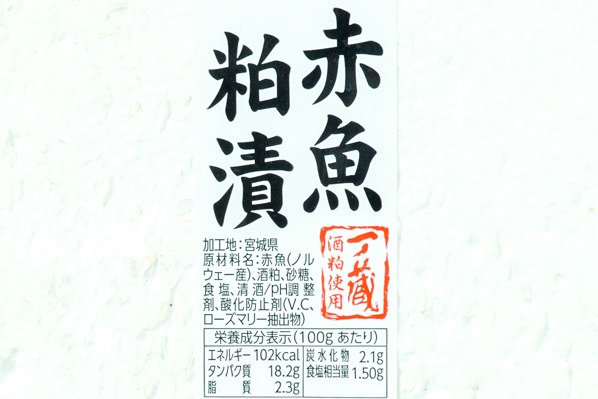 赤魚
粕漬
一ノ蔵
酒粕使用
加工地：宮城県
原材料名：赤魚(ノル
ウェー産)、酒粕、砂糖、
食塩、清酒/pH調整
剤、酸化防止剤(V.C、
ローズマリー抽出物)
栄養成分表示(100gあたり)
エネルギー 102kcal
タンパク質 18.2g
脂質 2.3g
炭水化物 2.1g
食塩相当量 1.50g